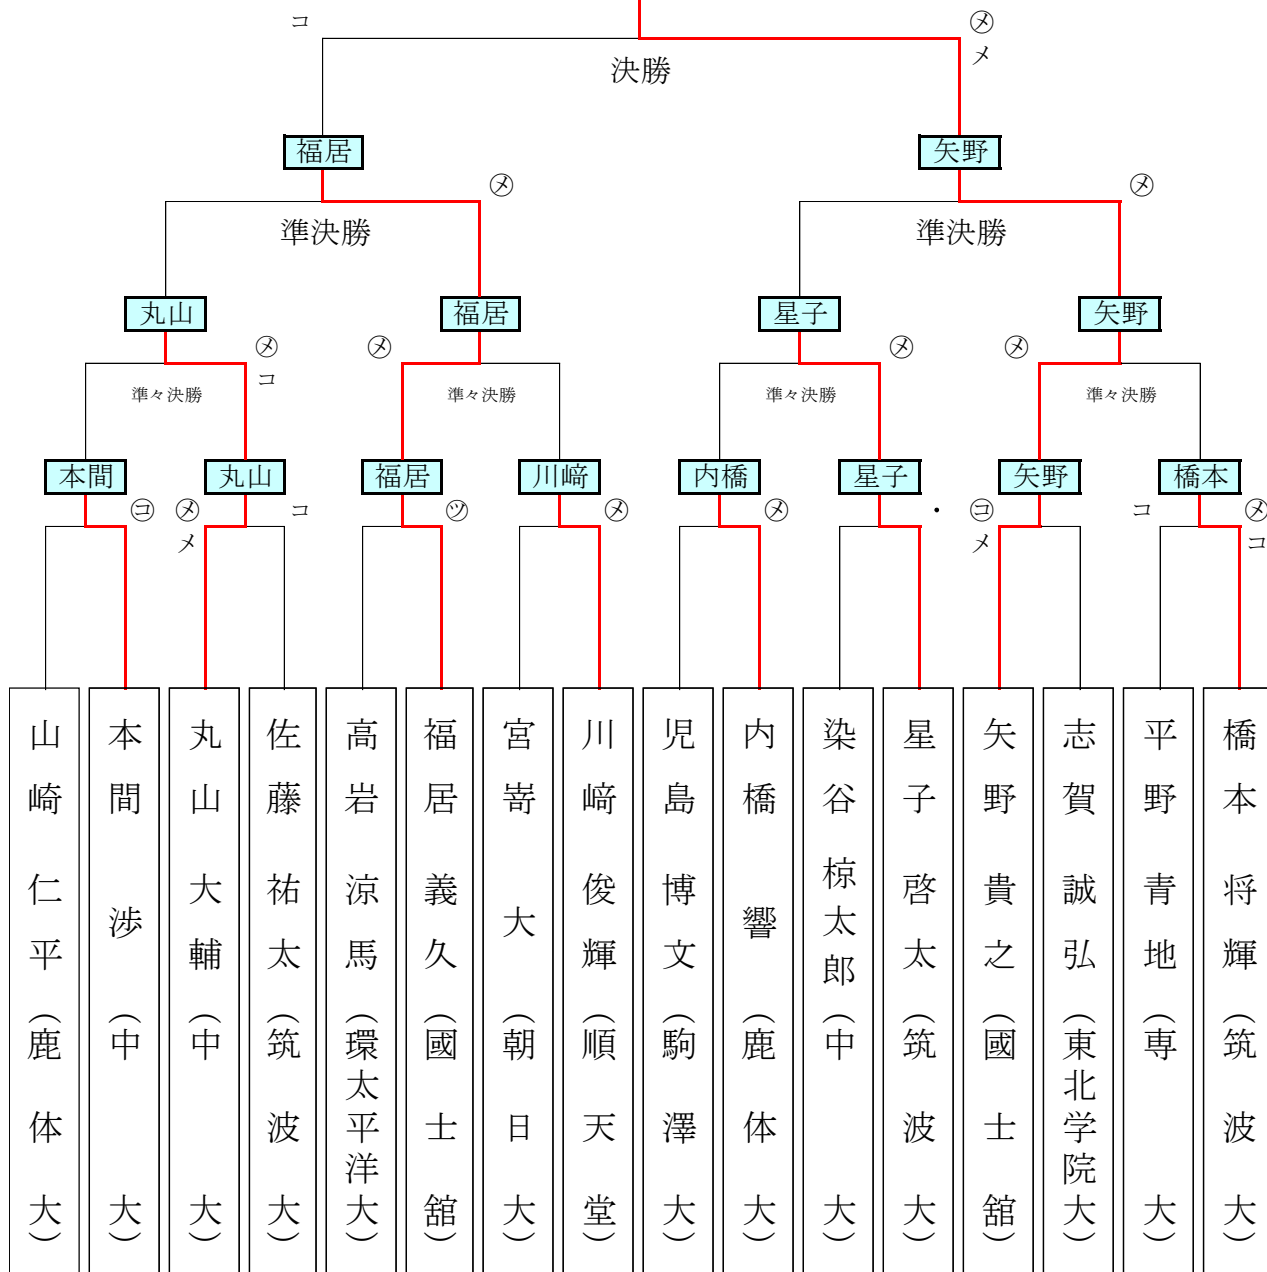 コ ㋱
メ
決勝
福居 矢野
㋱ ㋱
準決勝 準決勝
丸山 福居 星子 矢野
㋱ ㋱ ㋱ ㋱
コ
準々決勝 準々決勝 準々決勝 準々決勝
本間 丸山 福居 川﨑 内橋 星子 矢野 橋本
㋙ ㋱ コ ㋡ ㋱ ㋱ ・ ㋙ コ ㋱
メ メ コ
山崎 仁平(鹿体大)
本間 渉(中大)
丸山 大輔(中大)
佐藤 祐太(筑波大)
高岩 涼馬(環太平洋大)
福居 義久(國士舘)
宮嵜 大(朝日大)
川﨑 俊輝(順天堂)
児島 博文(駒澤大)
内橋 響(鹿体大)
染谷 椋太郎(中大)
星子 啓太(筑波大)
矢野 貴之(國士舘)
志賀 誠弘(東北学院大)
平野 青地(専大)
橋本 将輝(筑波大)